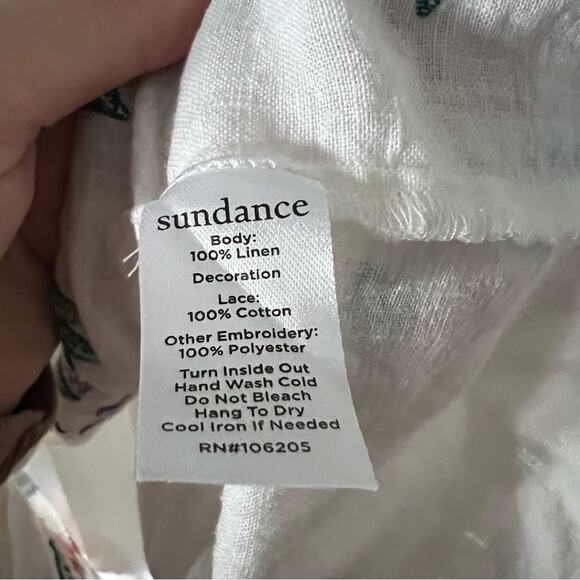 sundance
Body:
100% Linen
Decoration
Lace:
100% Cotton
Other Embroidery:
100% Polyester
Turn Inside Out
Hand Wash Cold
Do Not Bleach
Hang To Dry
Cool Iron If Needed
RN#106205